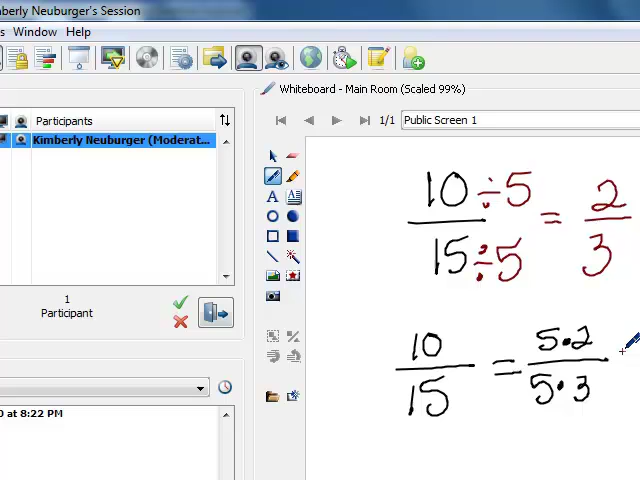 mberly Neuburger's Session
s Window Help
Whiteboard - Main Room (Scaled 99%)
Participants
1/1 Public Screen 1
Kimberly Neuburger (Moderat...
10 ÷ 5 = 2
15 ÷ 5 3
1
Participant
10 = 5·2
15 5·3
0 at 8:22 PM